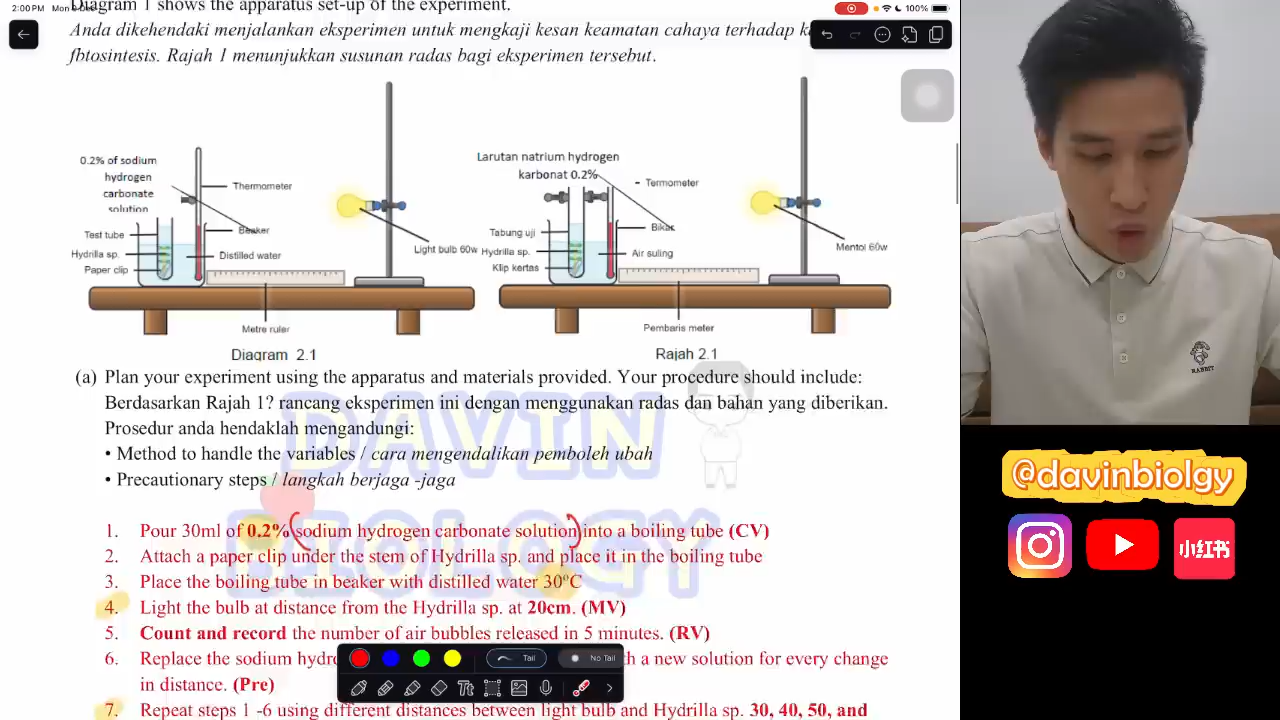 Diagram 1 shows the apparatus set-up of the experiment.
2:00PM
100%
Anda dikehendaki menjalankan eksperimen untuk mengkaji kesan keamatan cahaya terhadap
fbtosintesis. Rajah 1 menunjukkan susunan radas bagi eksperimen tersebut.
0.2% of sodium
hydrogen
carbonate
solution
Thermometer
Test tube
Beaker
Hydrilla sp.
Distilled water
Paper clip
Light bulb 60w
Metre ruler
Diagram 2.1
Larutan natrium hydrogen
karbonat 0.2%
Termometer
Tabung uji
Bikar
Hydrilla sp.
Air suling
Klip kertas
Mentol 60w
Pembaris meter
Rajah 2.1
(a) Plan your experiment using the apparatus and materials provided. Your procedure should include:
Berdasarkan Rajah 1? rancang eksperimen ini dengan menggunakan radas dan bahan yang diberikan.
Prosedur anda hendaklah mengandungi:
• Method to handle the variables / cara mengendalikan pemboleh ubah
• Precautionary steps / langkah berjaga -jaga
DAVIN
BIOLOGY
1. Pour 30ml of 0.2% sodium hydrogen carbonate solution into a boiling tube (CV)
2. Attach a paper clip under the stem of Hydrilla sp. and place it in the boiling tube
3. Place the boiling tube in beaker with distilled water 30°C
4. Light the bulb at distance from the Hydrilla sp. at 20cm. (MV)
5. Count and record the number of air bubbles released in 5 minutes. (RV)
6. Replace the sodium a new solution for every change
in distance. (Pre)
7. Repeat steps 1 -6 using different distances between light bulb and Hydrilla sp. 30, 40, 50, and
Tail
No Tail
Tt
RABBIT
@davinbiolgy
小红书